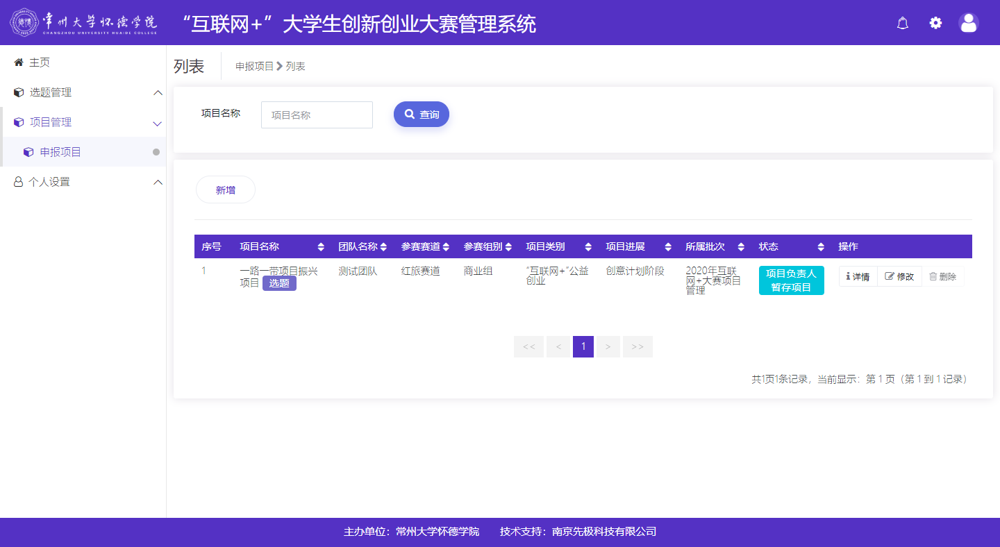 常州大学怀德学院
CHANGZHOU UNIVERSITY HUAIDE COLLEGE
“互联网+”大学生创新创业大赛管理系统
主页
选题管理
项目管理
申报项目
个人设置
列表
申报项目 列表
项目名称 项目名称 查询
新增
序号 项目名称 团队名称 参赛赛道 参赛组别 项目类别 项目进展 所属批次 状态 操作
1 一路一带项目振兴 测试团队 红旅赛道 商业组 “互联网+”公益 创意计划阶段 2020年互联 项目负责人 详情 修改 删除
项目 选题 创业 网+大赛项目 暂存项目
管理
<< < 1 > >>
共1页1条记录，当前显示：第 1 页（第 1 到 1 记录）
主办单位：常州大学怀德学院 技术支持：南京先极科技有限公司